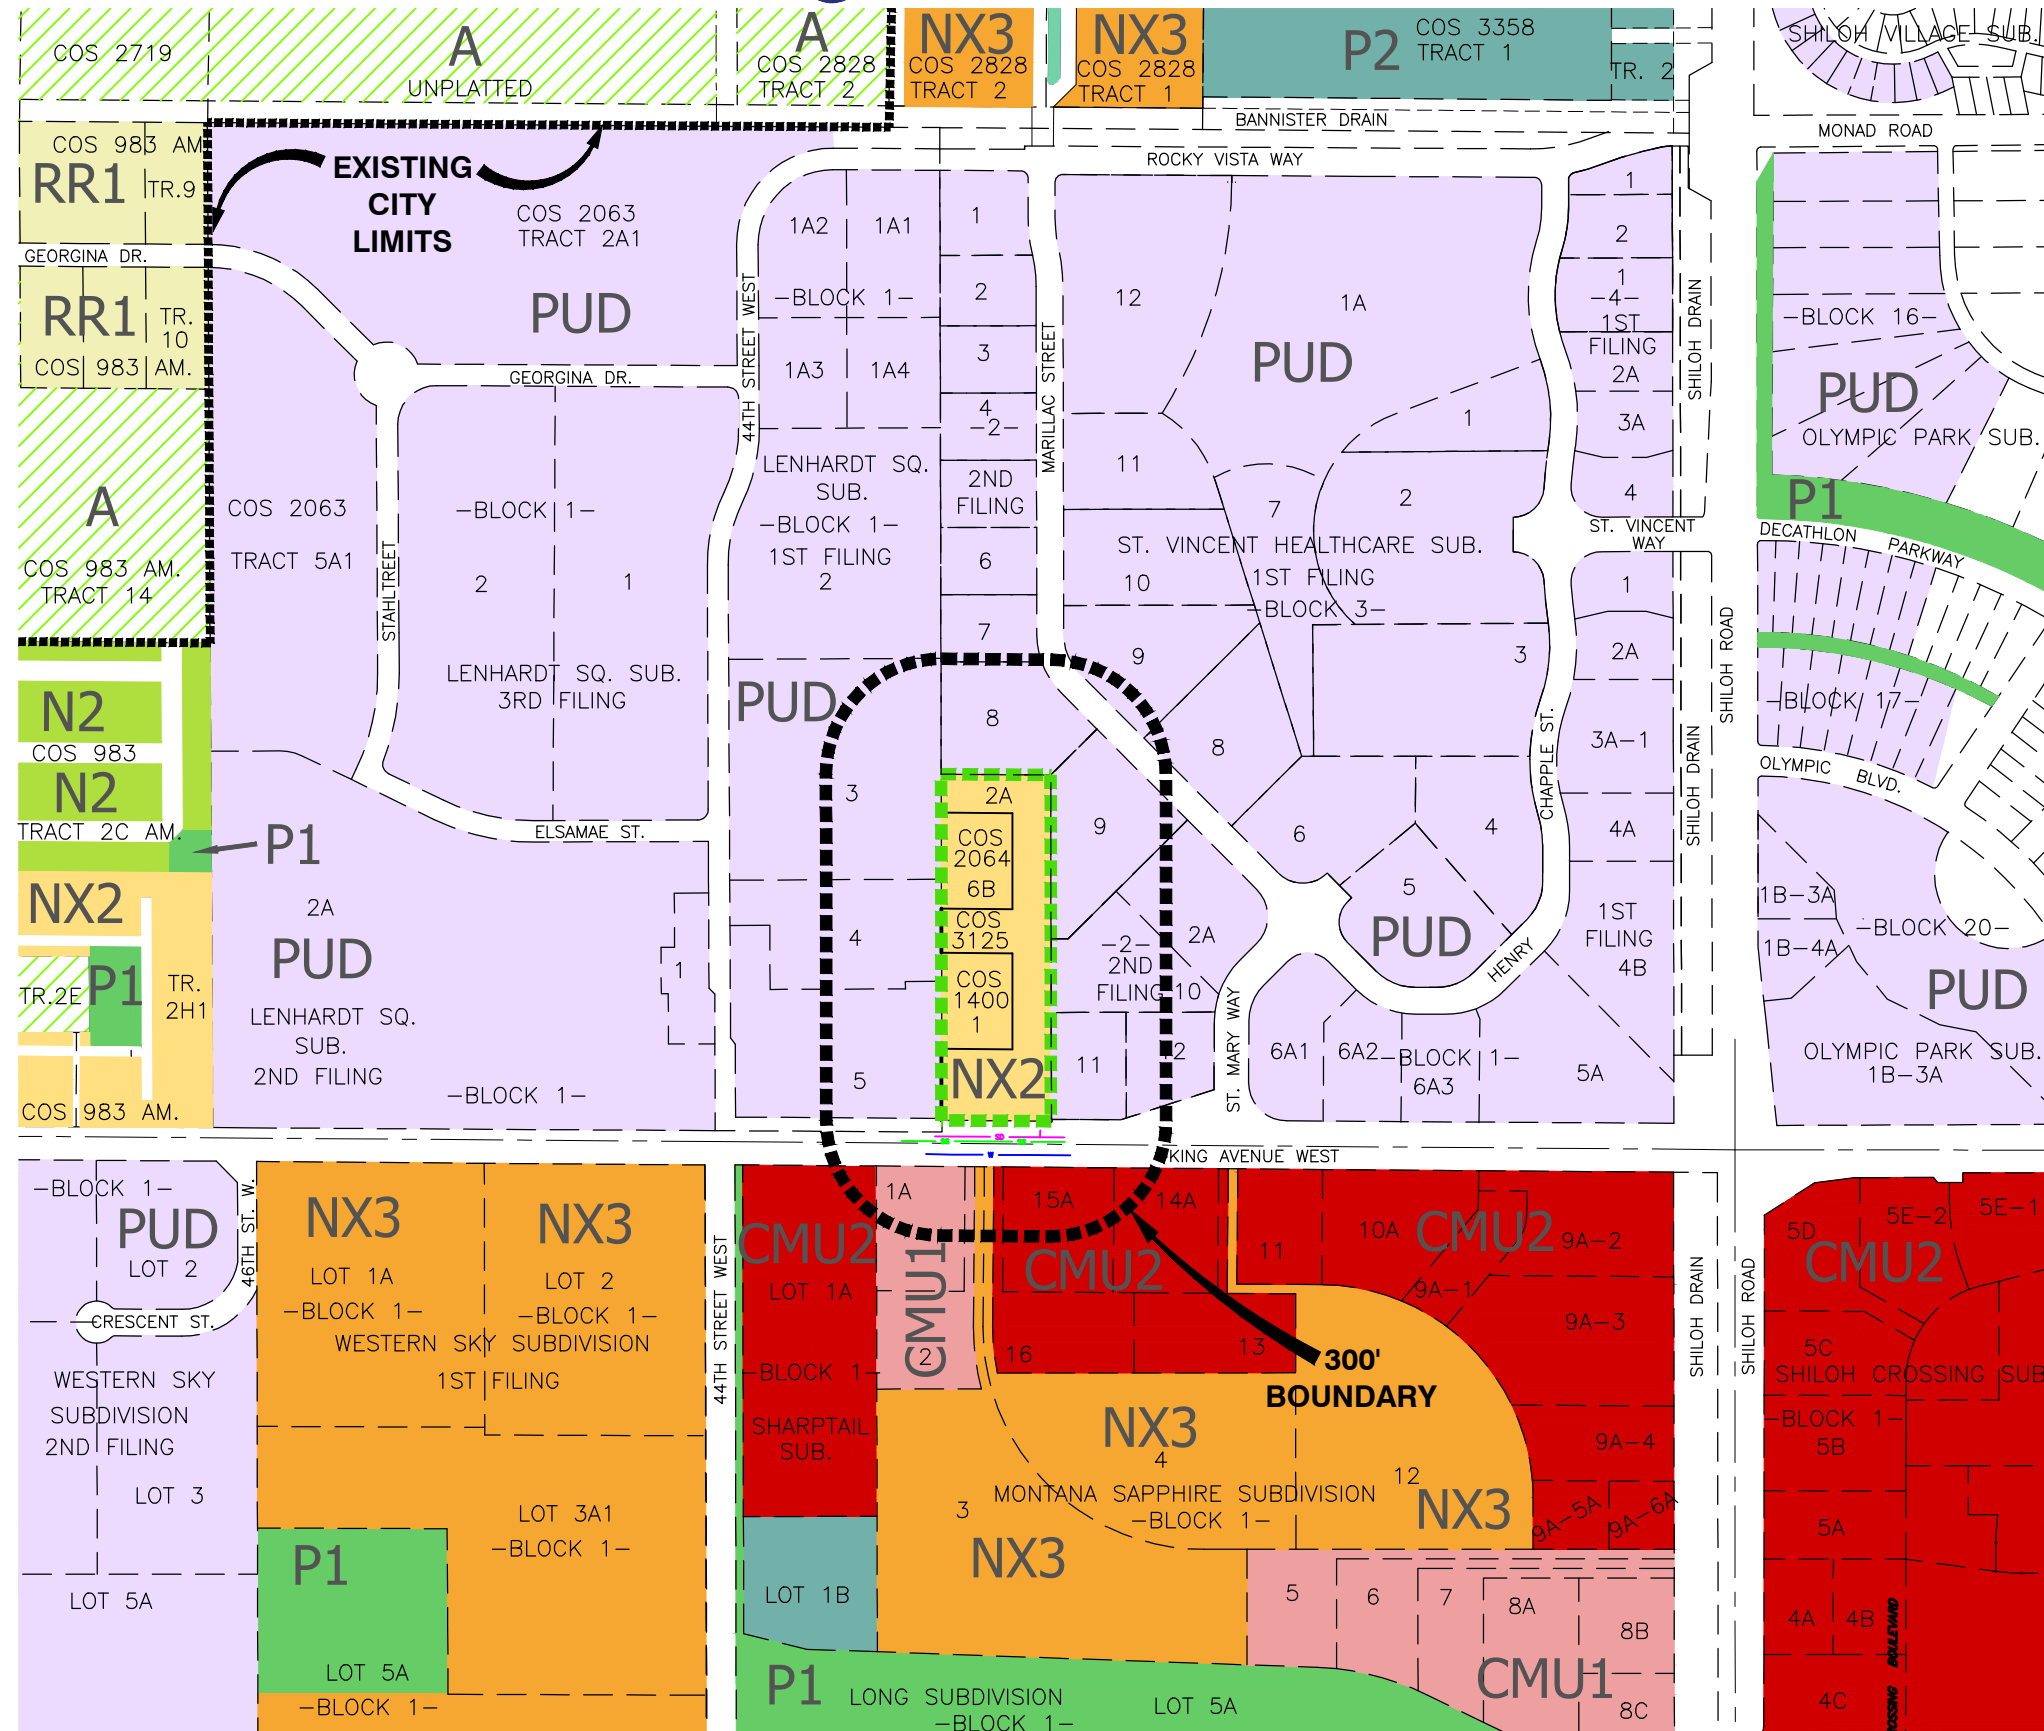 COS 2719
A
UNPLATTED
A
COS 2828
TRACT 2
NX3
COS 2828
TRACT 2
NX3
COS 2828
TRACT 1
P2
COS 3358
TRACT 1
TR. 2
SHILOH VILLAGE SUB.
BANNISTER DRAIN
MONAD ROAD
ROCKY VISTA WAY
COS 983 AM.
RR1
TR.9
EXISTING
CITY
LIMITS
COS 2063
TRACT 2A1
GEORGINA DR.
RR1
TR.
10
COS 983 AM.
PUD
GEORGINA DR.
44TH STREET WEST
1A2
1A1
-BLOCK 1-
1A3
1A4
1
2
3
4
-2-
2ND
FILING
6
7
8
MARILLAC STREET
12
1A
PUD
1
11
2
7
ST. VINCENT HEALTHCARE SUB.
1ST FILING
-BLOCK 3-
10
9
3
8
6
4
5
PUD
1
2
1
-4-
1ST
FILING
2A
3A
4
ST. VINCENT
WAY
1
2A
3A-1
4A
1ST
FILING
4B
SHILOH DRAIN
SHILOH ROAD
SHILOH DRAIN
CHAPPLE ST.
HENRY
-BLOCK 16-
PUD
OLYMPIC PARK SUB.
P1
DECATHLON PARKWAY
-BLOCK 17-
OLYMPIC BLVD.
1B-3A
-BLOCK 20-
1B-4A
PUD
OLYMPIC PARK SUB.
1B-3A
A
COS 983 AM.
TRACT 14
COS 2063
TRACT 5A1
STAHLTREET
-BLOCK 1-
2
1
LENHARDT SQ. SUB.
3RD FILING
LENHARDT SQ.
SUB.
-BLOCK 1-
1ST FILING
2
PUD
3
4
5
N2
COS 983
N2
TRACT 2C AM.
P1
NX2
P1
TR.2E
TR.
2H1
COS 983 AM.
ELSAMAE ST.
2A
PUD
LENHARDT SQ.
SUB.
2ND FILING
-BLOCK 1-
1
2A
COS
2064
6B
COS
3125
COS
1400
1
NX2
9
-2-
2ND
FILING
10
2A
11
12
ST. MARY WAY
6A1
6A2
-BLOCK 1-
6A3
5A
SD
SS
SS
W
KING AVENUE WEST
-BLOCK 1-
PUD
LOT 2
46TH ST. W.
CRESCENT ST.
WESTERN SKY
SUBDIVISION
2ND FILING
LOT 3
LOT 5A
NX3
LOT 1A
-BLOCK 1-
NX3
LOT 2
-BLOCK 1-
WESTERN SKY SUBDIVISION
1ST FILING
LOT 3A1
-BLOCK 1-
P1
LOT 5A
-BLOCK 1-
44TH STREET WEST
CMU2
LOT 1A
-BLOCK 1-
SHARPTAIL
SUB.
LOT 1B
1A
CMU1
2
15A
14A
CMU2
16
13
300'
BOUNDARY
11
10A
CMU2
9A-2
9A-1
9A-3
9A-4
9A-5A
9A-6A
NX3
4
12
MONTANA SAPPHIRE SUBDIVISION
-BLOCK 1-
3
NX3
NX3
5
6
7
8A
8B
CMU1
8C
P1
LONG SUBDIVISION
-BLOCK 1-
LOT 5A
SHILOH DRAIN
SHILOH ROAD
5D
5E-2
5E-1
CMU2
5C
SHILOH CROSSING SUB
-BLOCK 1-
5B
5A
4A
4B
4C
BOULEVARD